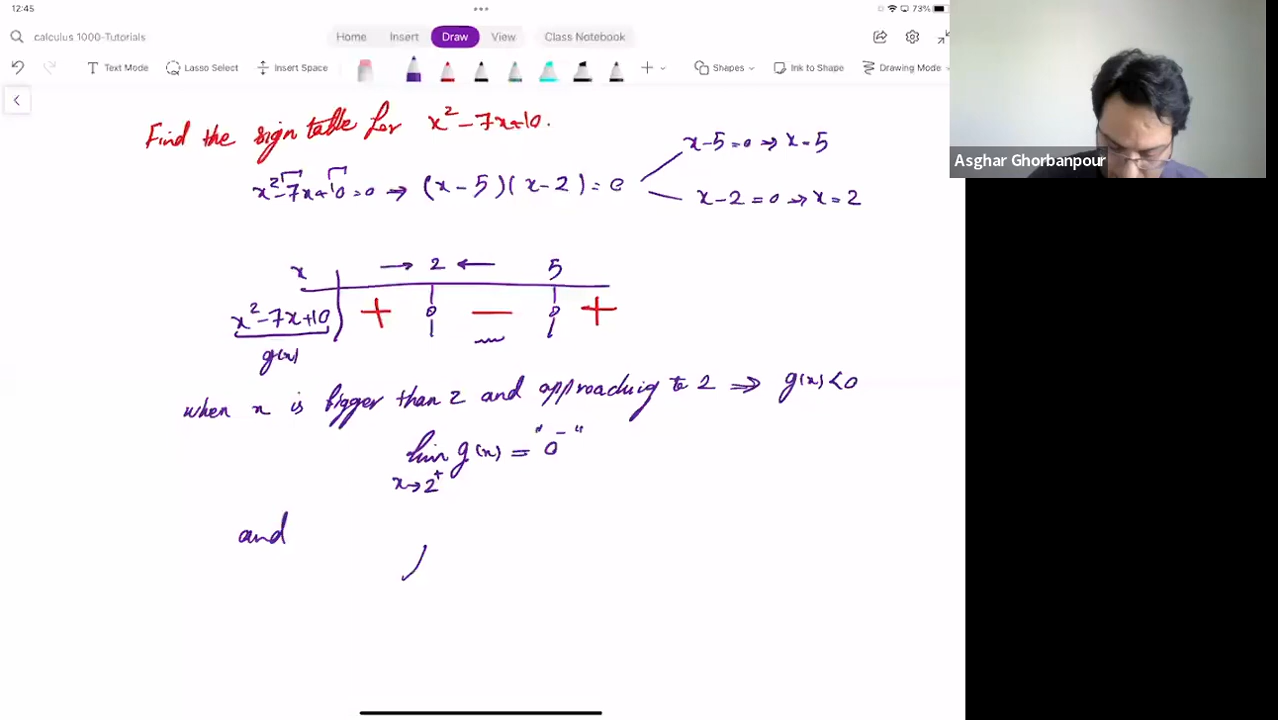 12:45
73%
calculus 1000-Tutorials
Home Insert Draw View Class Notebook
Text Mode Lasso Select Insert Space Shapes Ink to Shape Drawing Mode
Find the sign table for x²-7x+10.
x²-7x+10=0 ⇒ (x-5)(x-2)=0
x-5=0 ⇒ x=5
x-2=0 ⇒ x=2
x → 2 ← 5
x²-7x+10 + 0 — 0 +
g(x)
when x is bigger than 2 and approaching to 2 ⇒ g(x)<0
lim g(x) = "0⁻"
x→2⁺
and
Asghar Ghorbanpour